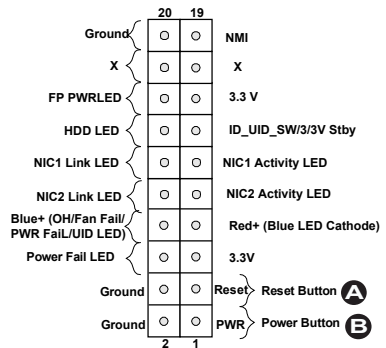 20 19
Ground NMI
X X
FP PWRLED 3.3 V
HDD LED ID_UID_SW/3/3V Stby
NIC1 Link LED NIC1 Activity LED
NIC2 Link LED NIC2 Activity LED
Blue+ (OH/Fan Fail/
PWR FaiL/UID LED) Red+ (Blue LED Cathode)
Power Fail LED 3.3V
Ground Reset Reset Button A
Ground PWR Power Button B
2 1